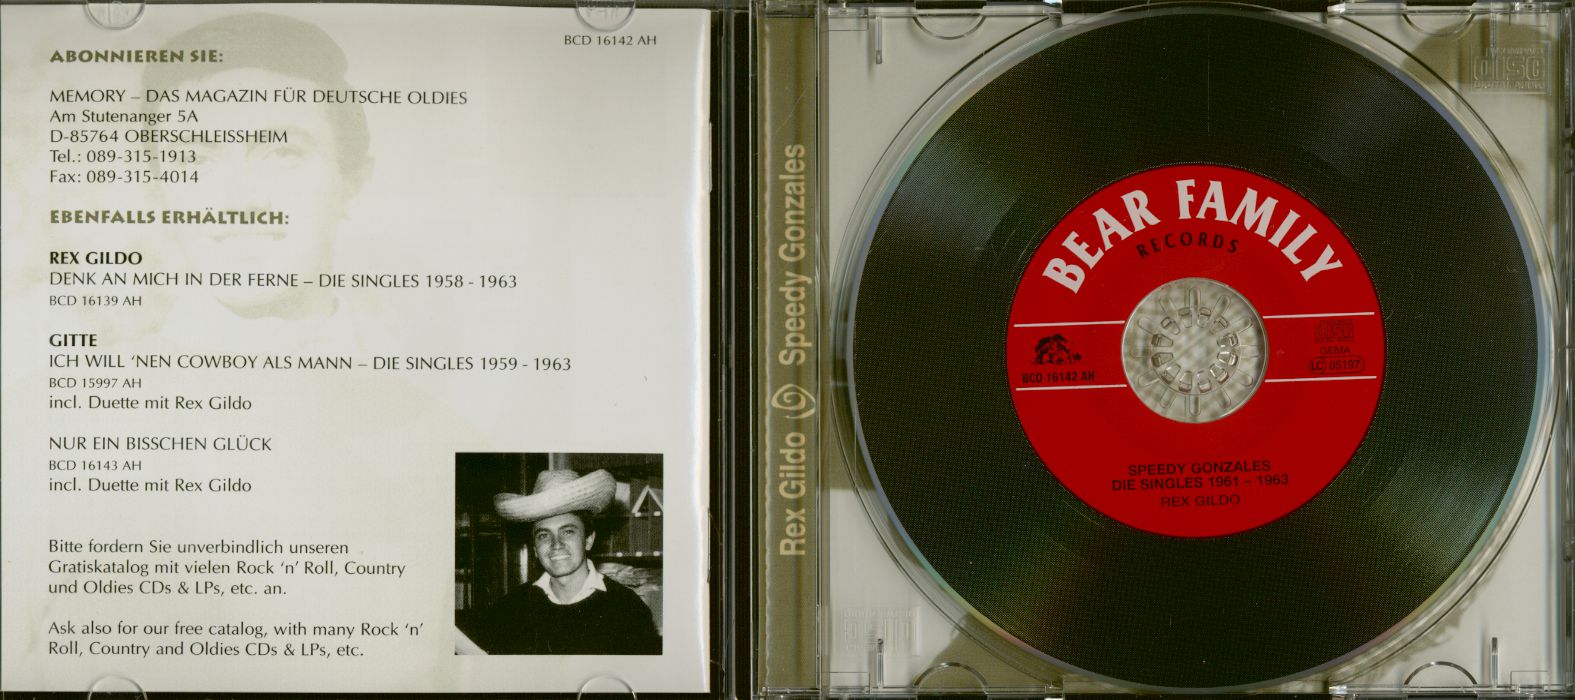 BCD 16142 AH
ABONNIEREN SIE:
MEMORY – DAS MAGAZIN FÜR DEUTSCHE OLDIES
Am Stutenanger 5A
D-85764 OBERSCHLEISSHEIM
Tel.: 089-315-1913
Fax: 089-315-4014
EBENFALLS ERHÄLTLICH:
REX GILDO
DENK AN MICH IN DER FERNE – DIE SINGLES 1958 - 1963
BCD 16139 AH
GITTE
ICH WILL ‘NEN COWBOY ALS MANN – DIE SINGLES 1959 - 1963
BCD 15997 AH
incl. Duette mit Rex Gildo
NUR EIN BISSCHEN GLÜCK
BCD 16143 AH
incl. Duette mit Rex Gildo
Bitte fordern Sie unverbindlich unseren
Gratiskatalog mit vielen Rock ‘n’ Roll, Country
und Oldies CDs & LPs, etc. an.
Ask also for our free catalog, with many Rock ‘n’
Roll, Country and Oldies CDs & LPs, etc.
Rex Gildo Speedy Gonzales
COMPACT
disc
DIGITAL AUDIO
BEAR FAMILY
RECORDS
BCD 16142 AH
disc
GEMA
LC 05197
SPEEDY GONZALES
DIE SINGLES 1961 – 1963
REX GILDO